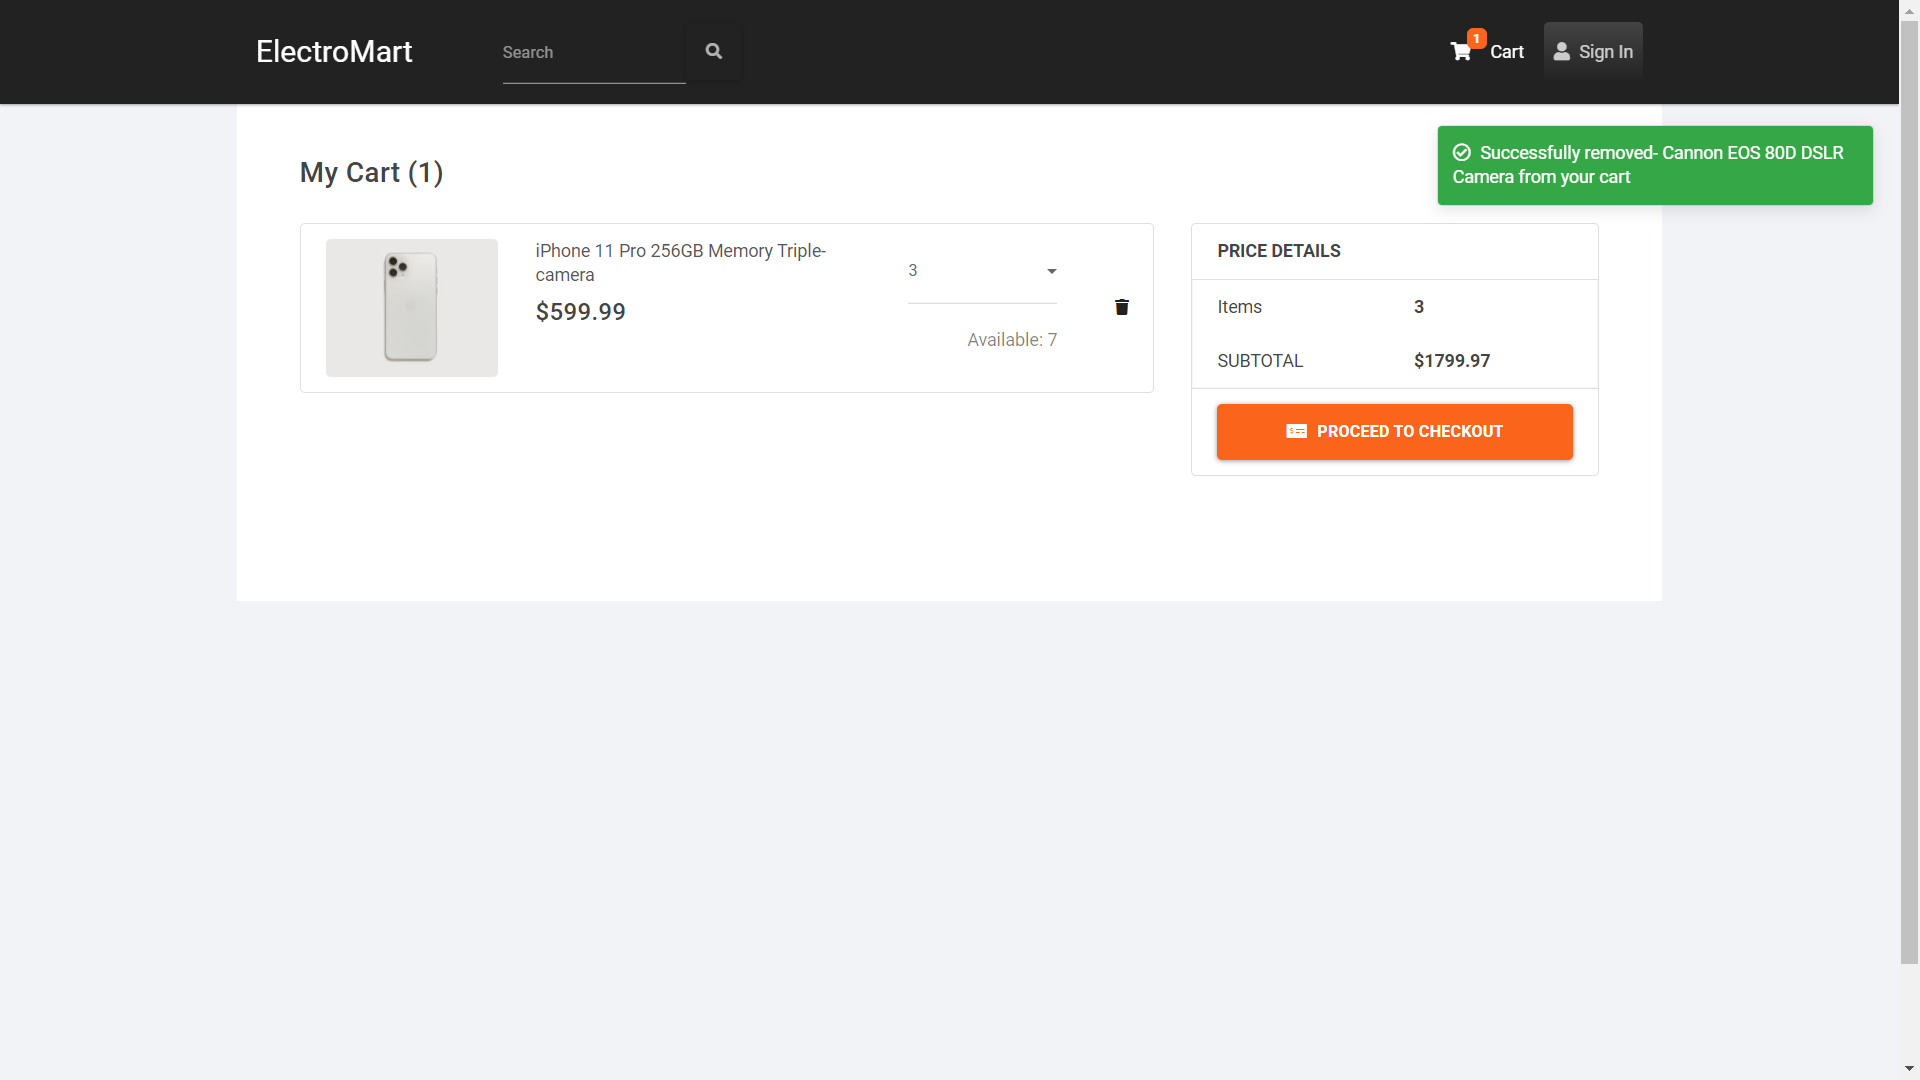 ElectroMart
Search
1
Cart
Sign In
Successfully removed- Cannon EOS 80D DSLR
Camera from your cart
My Cart (1)
iPhone 11 Pro 256GB Memory Triple-
camera
$599.99
3
Available: 7
PRICE DETAILS
Items 3
SUBTOTAL $1799.97
PROCEED TO CHECKOUT